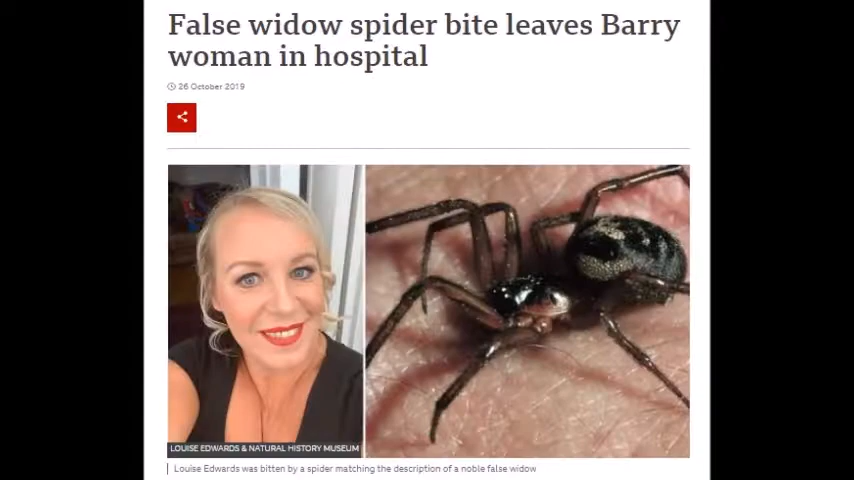 False widow spider bite leaves Barry
woman in hospital
26 October 2019
LOUISE EDWARDS & NATURAL HISTORY MUSEUM
Louise Edwards was bitten by a spider matching the description of a noble false widow